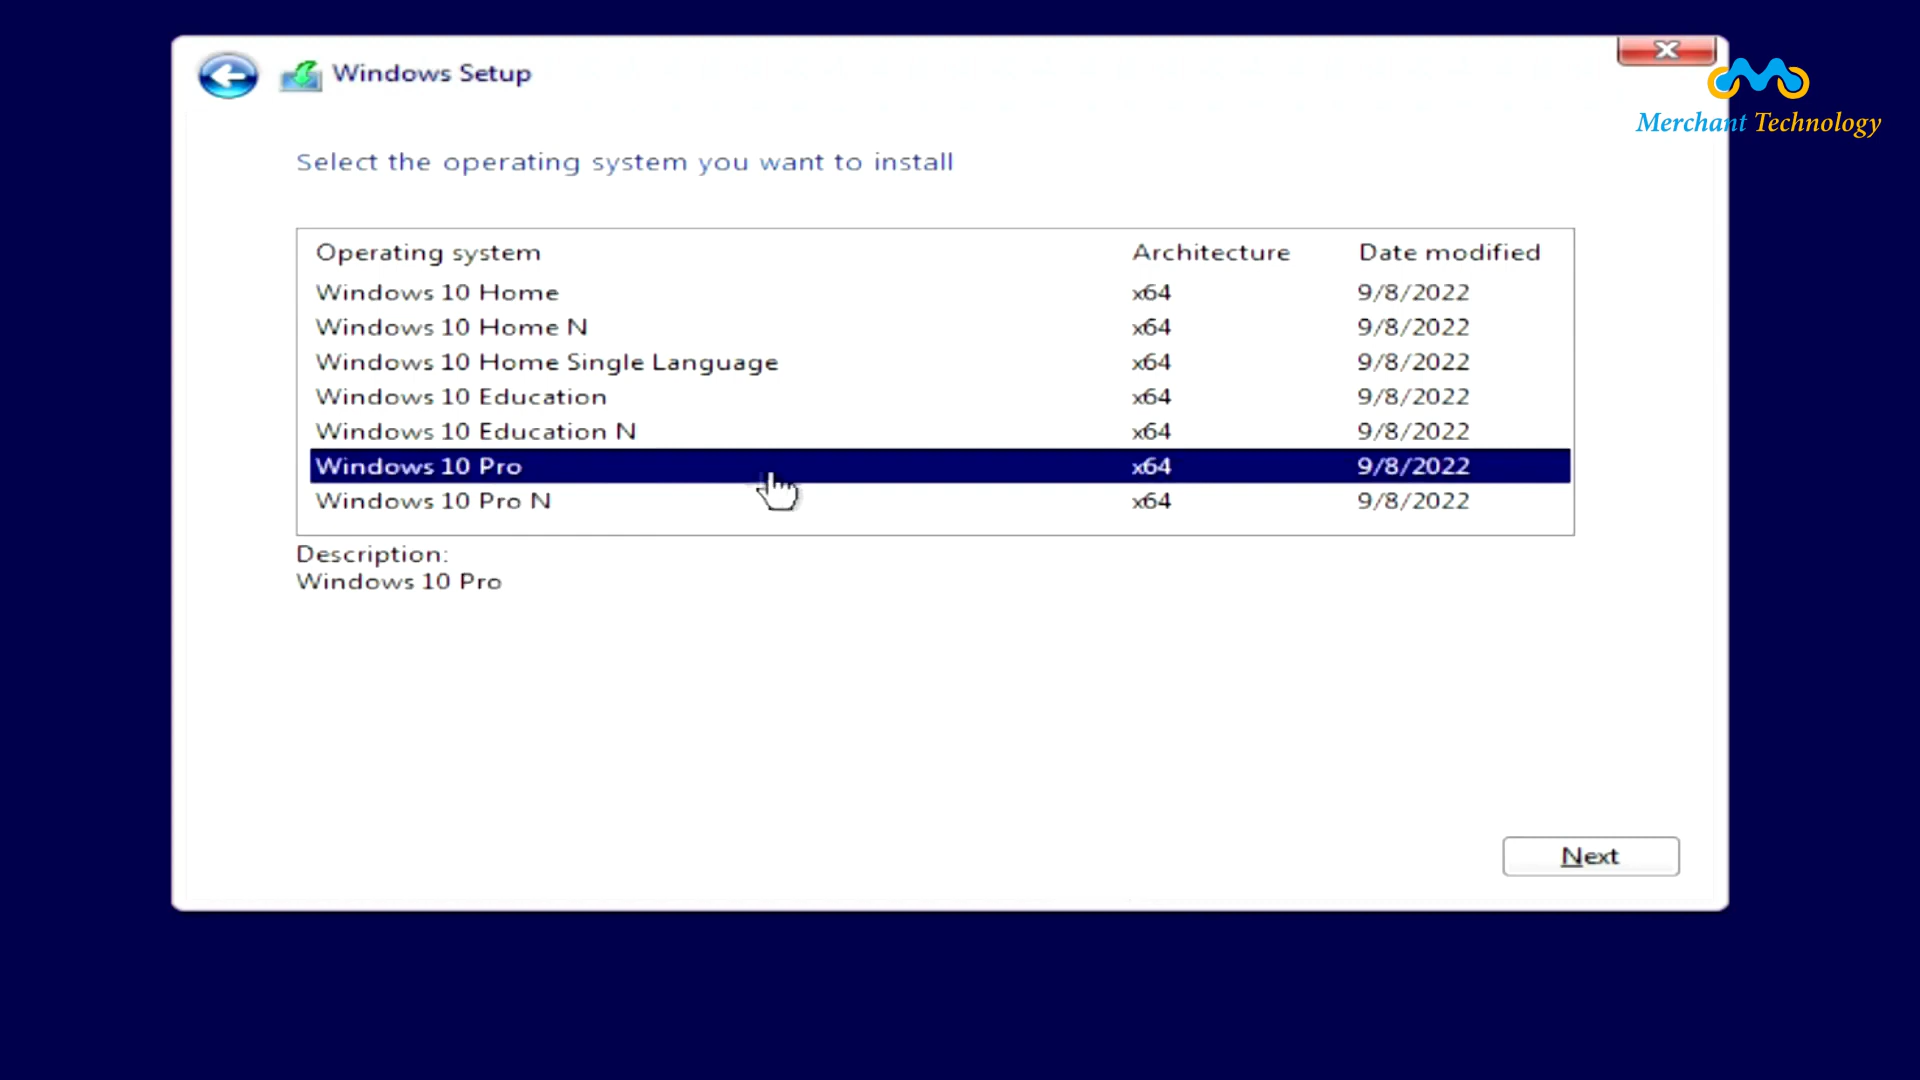 Windows Setup
Merchant Technology
Select the operating system you want to install
Operating system Architecture Date modified
Windows 10 Home x64 9/8/2022
Windows 10 Home N x64 9/8/2022
Windows 10 Home Single Language x64 9/8/2022
Windows 10 Education x64 9/8/2022
Windows 10 Education N x64 9/8/2022
Windows 10 Pro x64 9/8/2022
Windows 10 Pro N x64 9/8/2022
Description:
Windows 10 Pro
Next